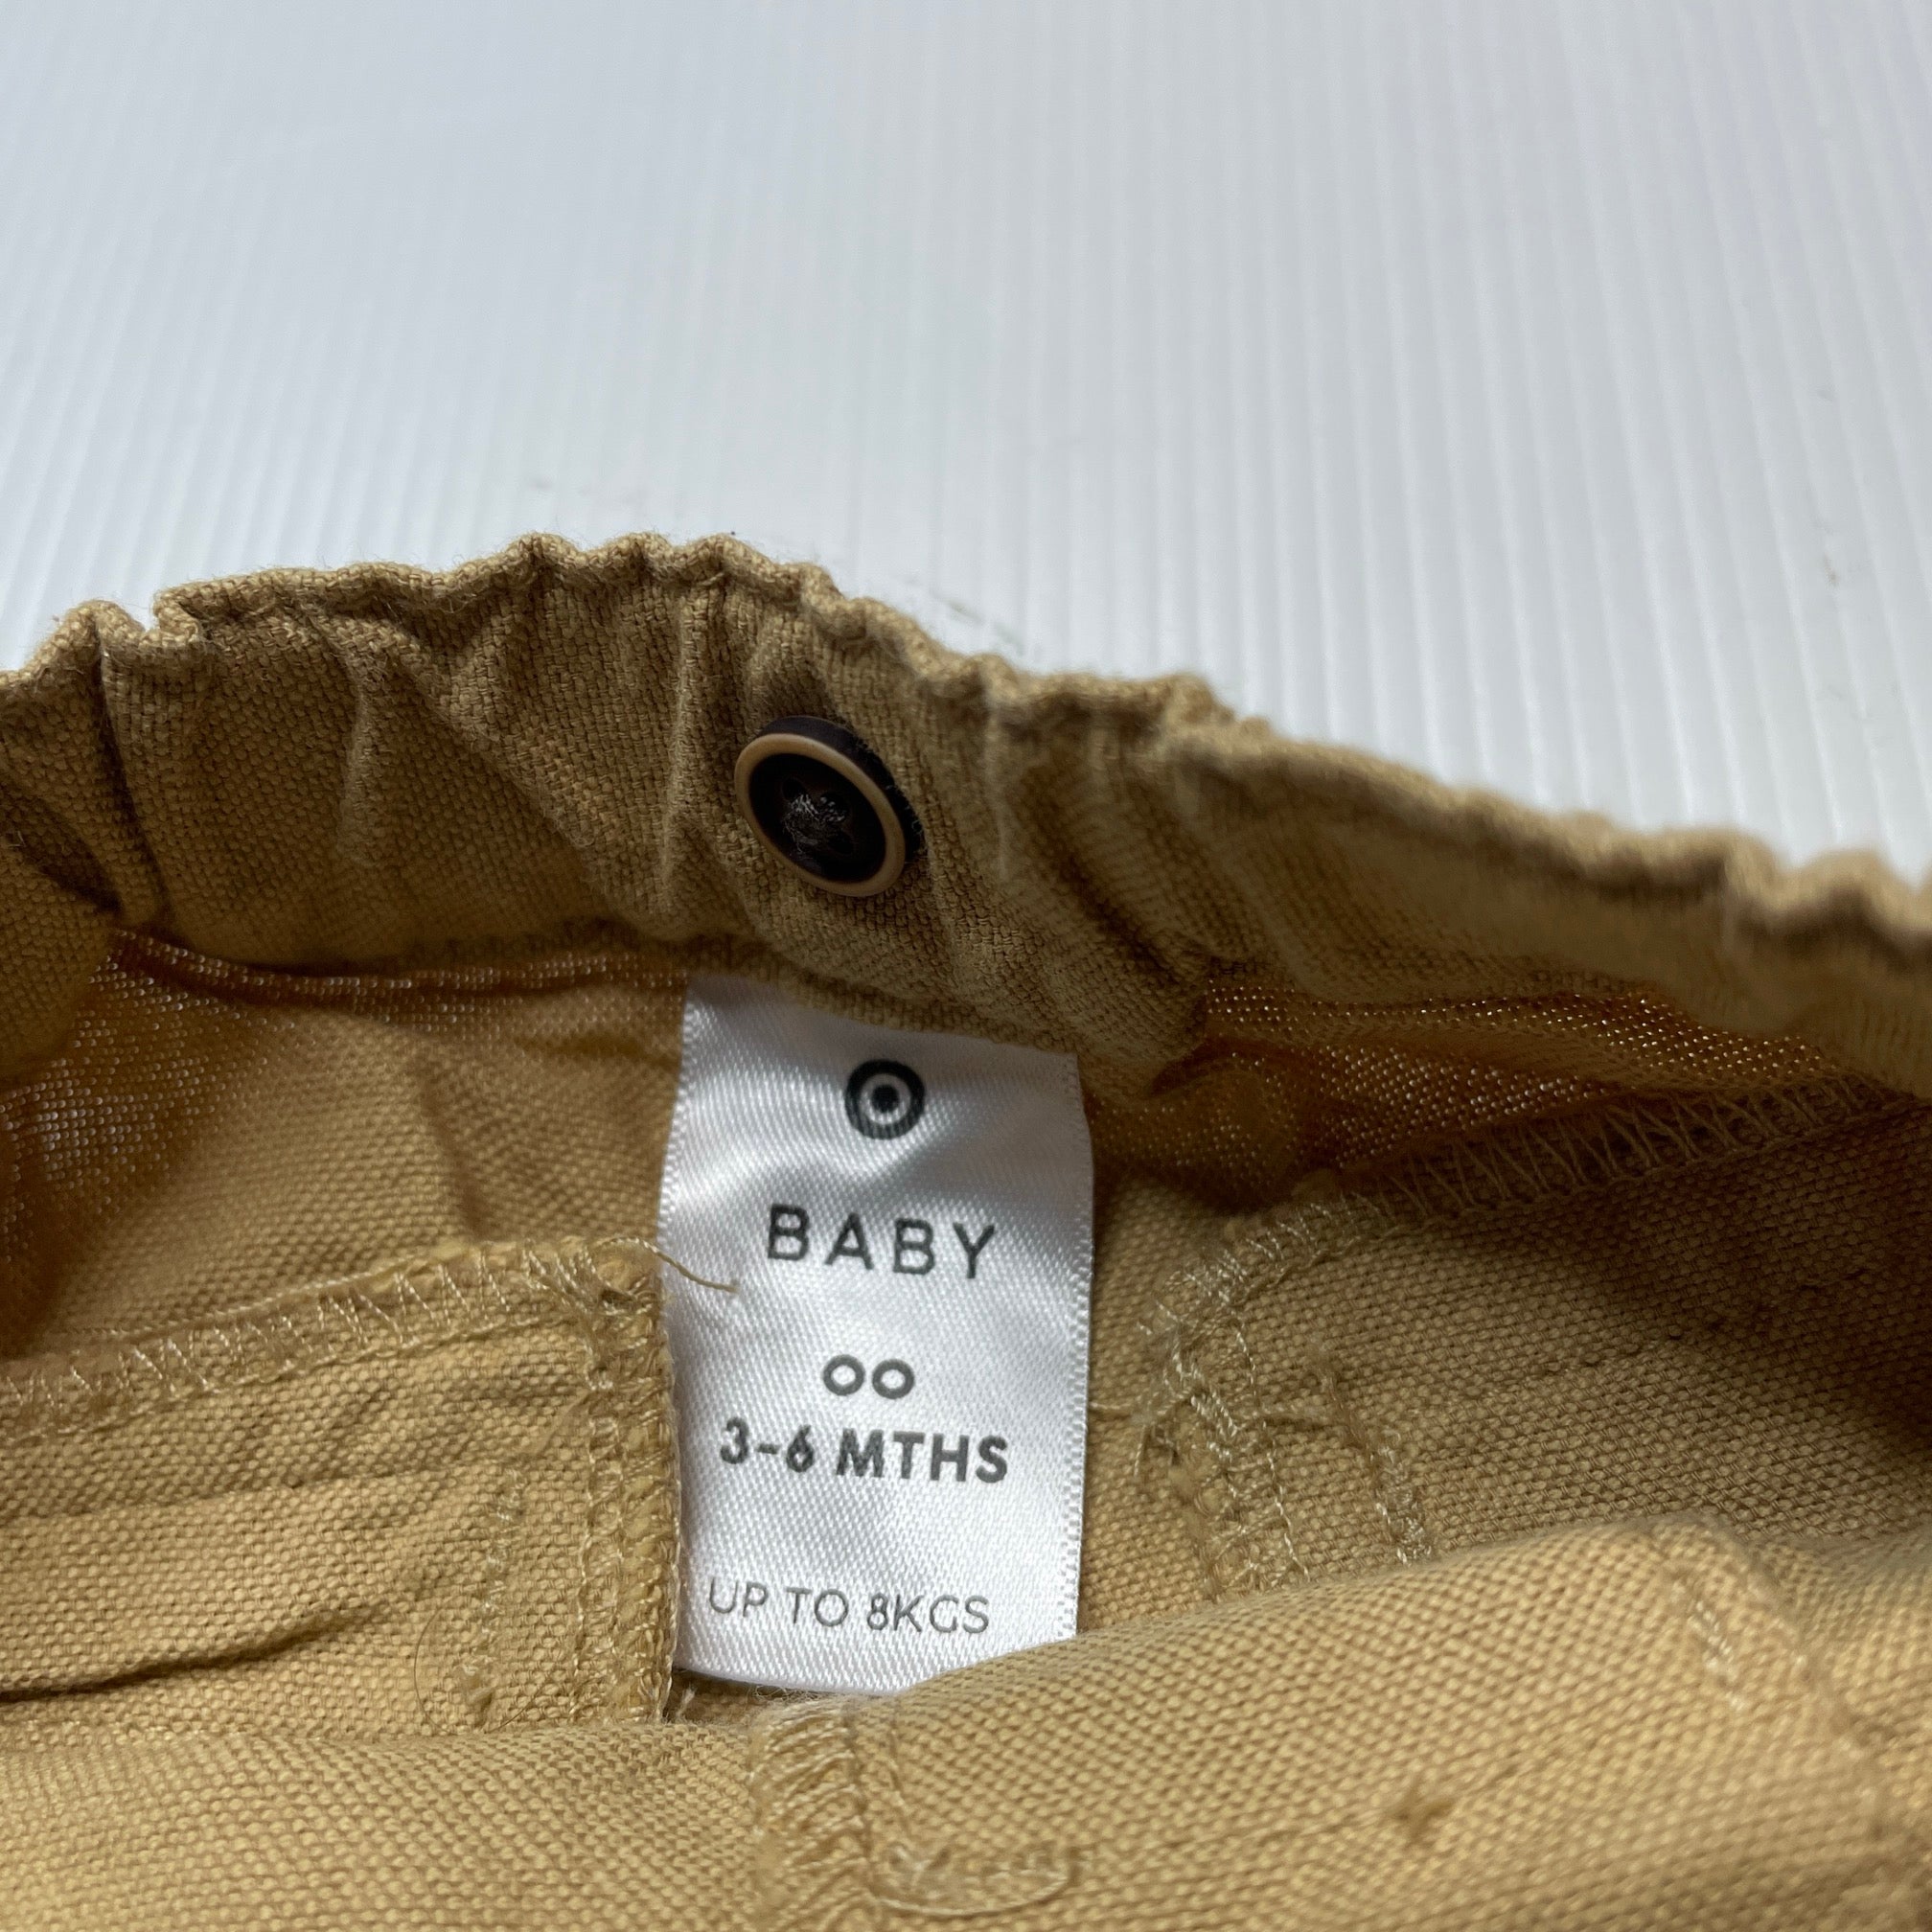 BABY
00
3-6 MTHS
UP TO 8KGS